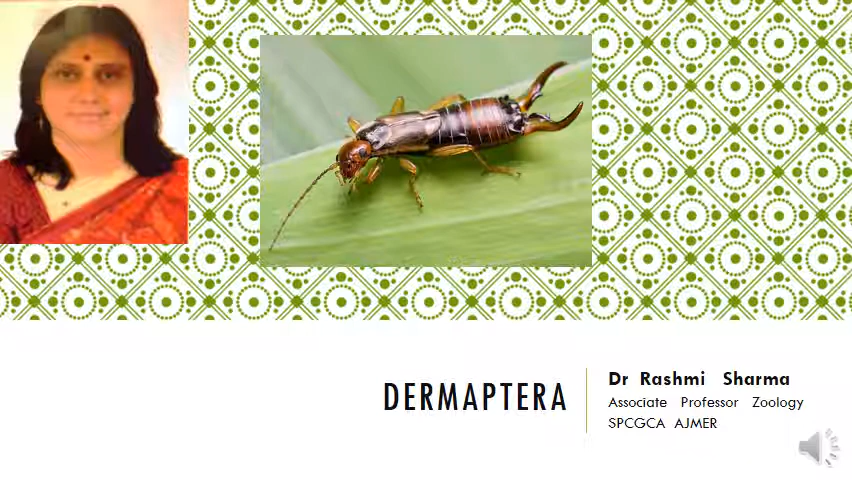 DERMAPTERA
Dr Rashmi Sharma
Associate Professor Zoology
SPCGCA AJMER